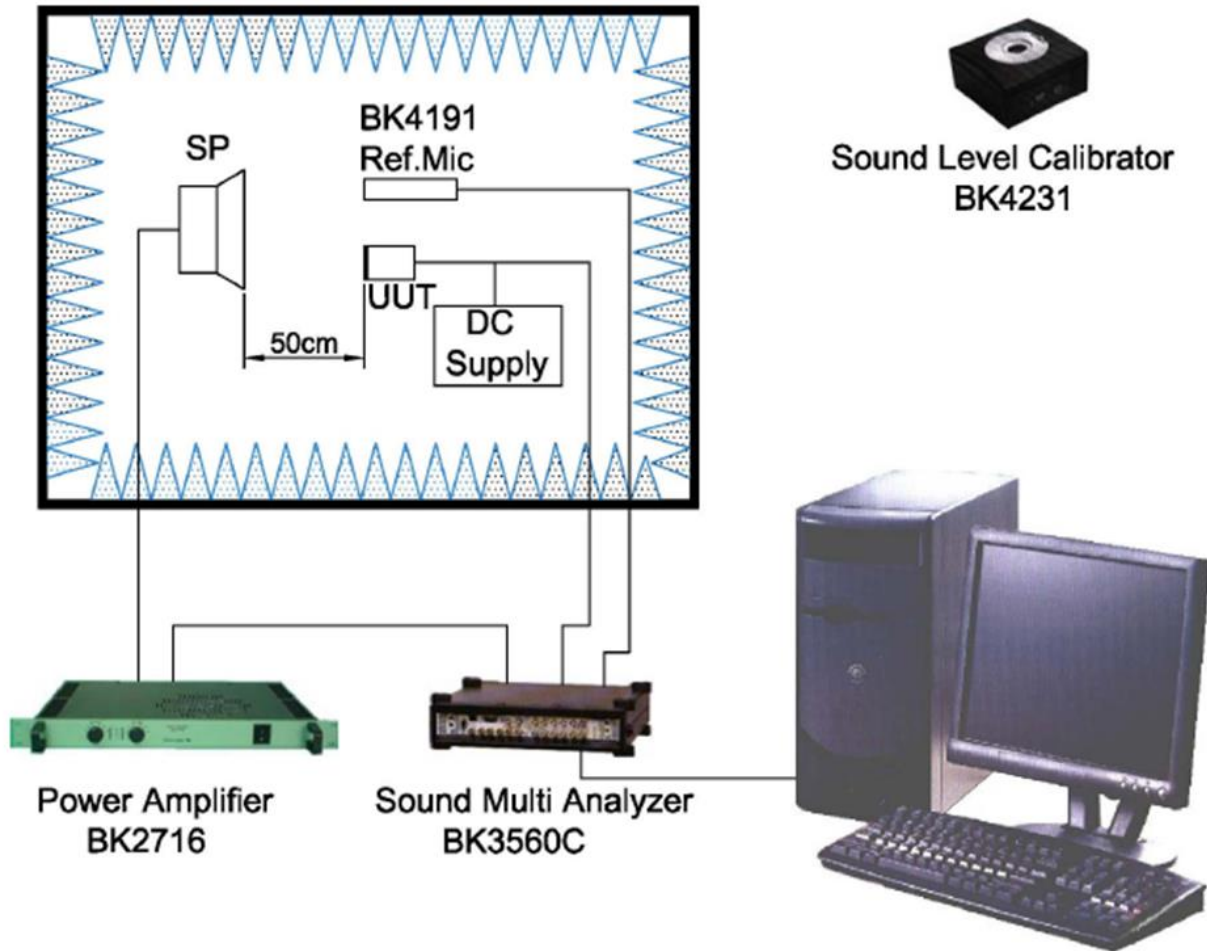 SP
BK4191
Ref.Mic
UUT
DC
Supply
50cm
Sound Level Calibrator
BK4231
Power Amplifier
BK2716
Sound Multi Analyzer
BK3560C